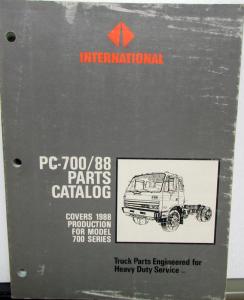 INTERNATIONAL
PC-700/88
PARTS
CATALOG
COVERS 1988
PRODUCTION
FOR MODEL
700 SERIES
Truck Parts Engineered for
Heavy Duty Service